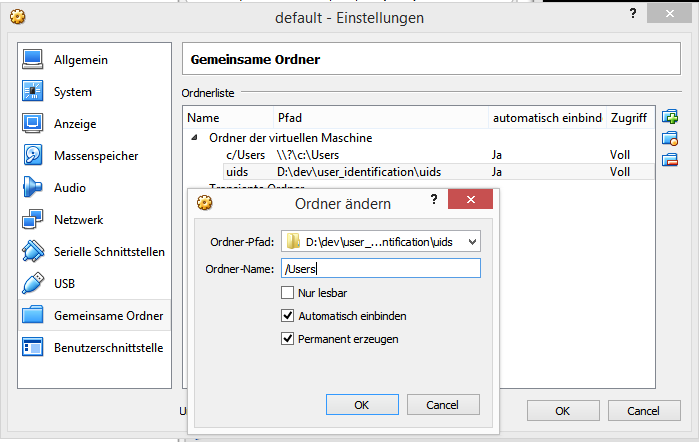 default - Einstellungen
?
Allgemein
System
Anzeige
Massenspeicher
Audio
Netzwerk
Serielle Schnittstellen
USB
Gemeinsame Ordner
Benutzerschnittstelle
Gemeinsame Ordner
Ordnerliste
Name Pfad automatisch einbind Zugriff
Ordner der virtuellen Maschine
c/Users \\?\c:\Users Ja Voll
uids D:\dev\user_identification\uids Ja Voll
Ordner ändern
?
Ordner-Pfad: D:\dev\user_...ntification\uids
Ordner-Name: /Users
Nur lesbar
Automatisch einbinden
Permanent erzeugen
OK Cancel
OK Cancel